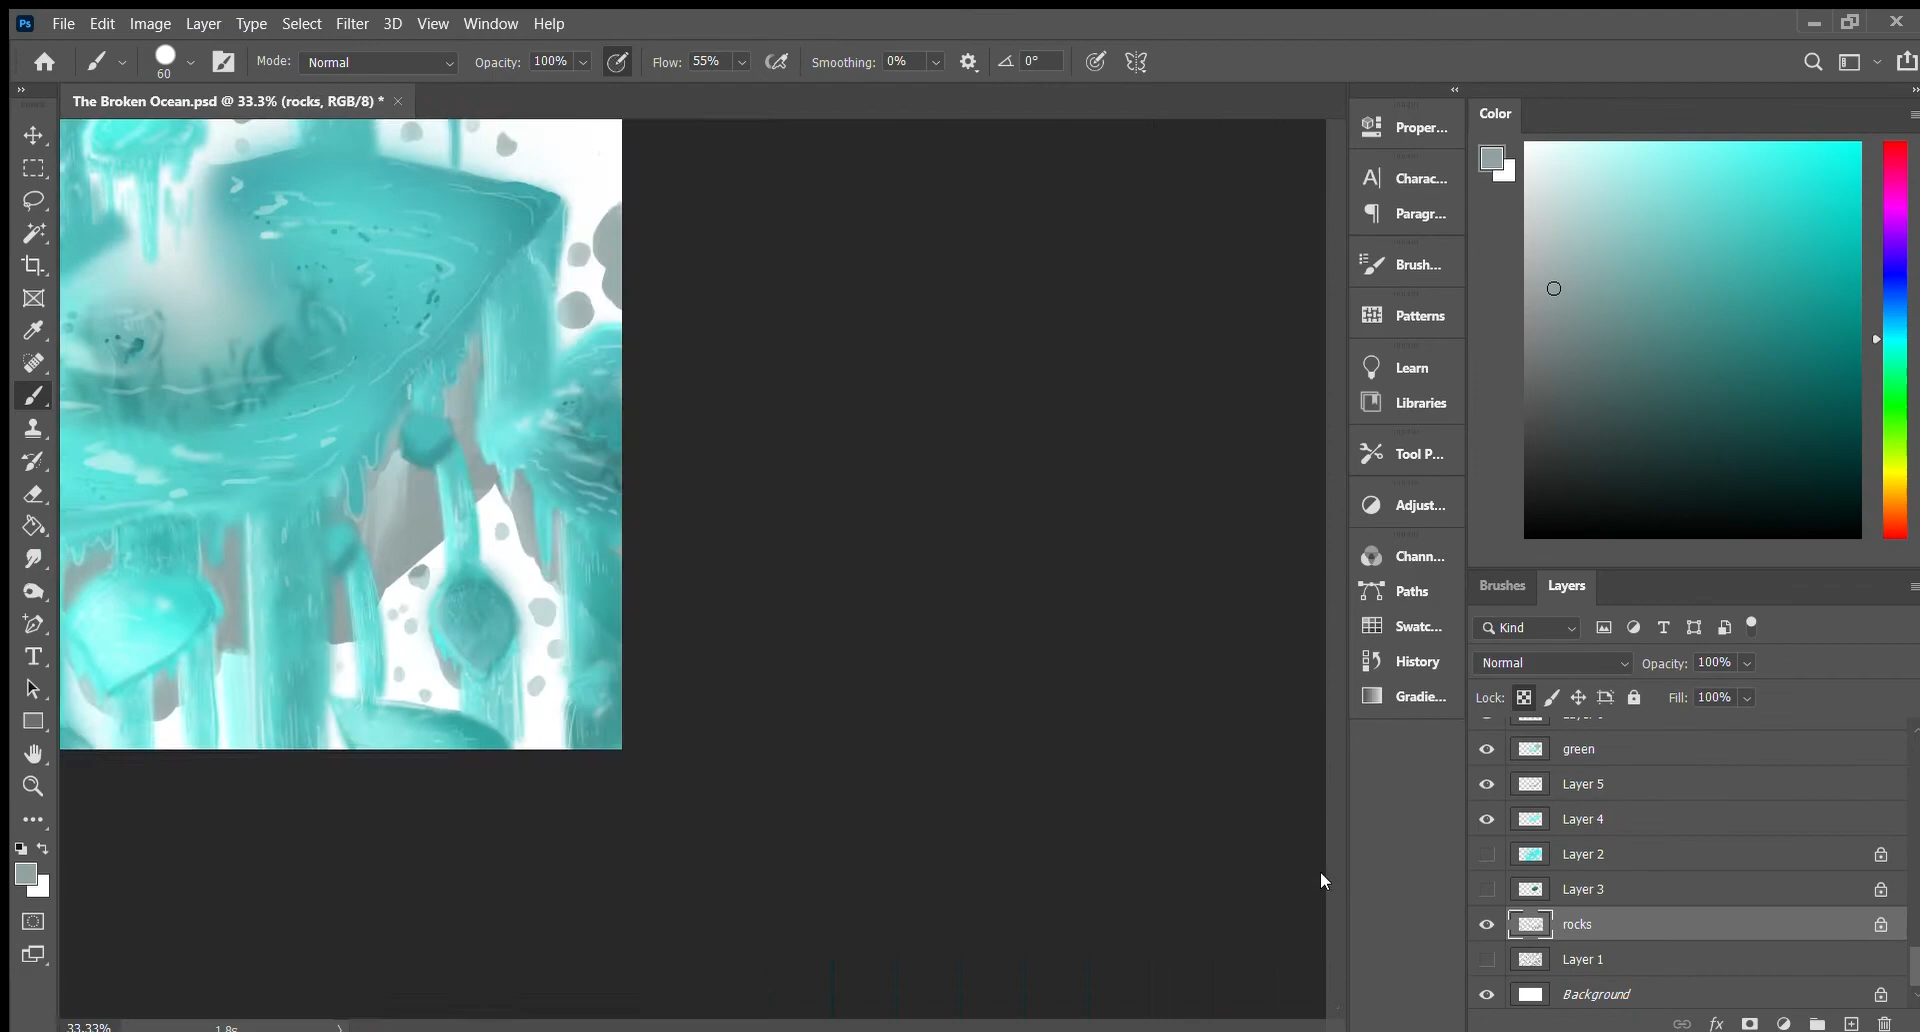 Ps File Edit Image Layer Type Select Filter 3D View Window Help
60 Mode: Normal Opacity: 100% Flow: 55% Smoothing: 0% 0°
The Broken Ocean.psd @ 33.3% (rocks, RGB/8) *
Proper...
Charac...
Paragr...
Brush...
Patterns
Learn
Libraries
Tool P...
Adjust...
Chann...
Paths
Swatc...
History
Gradie...
Color
Brushes Layers
Kind
Normal Opacity: 100%
Lock: Fill: 100%
green
Layer 5
Layer 4
Layer 2
Layer 3
rocks
Layer 1
Background
fx
33.33% 1.8s